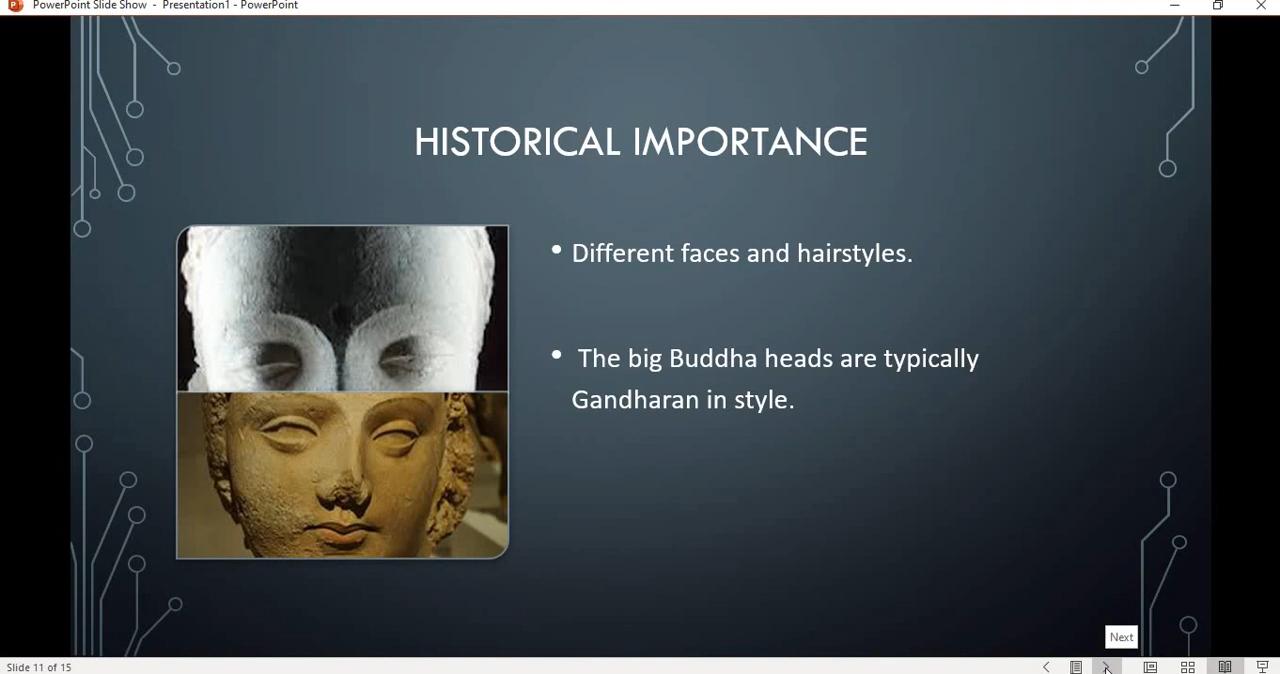 PowerPoint Slide Show - Presentation1 - PowerPoint
HISTORICAL IMPORTANCE
• Different faces and hairstyles.
• The big Buddha heads are typically
Gandharan in style.
Next
Slide 11 of 15